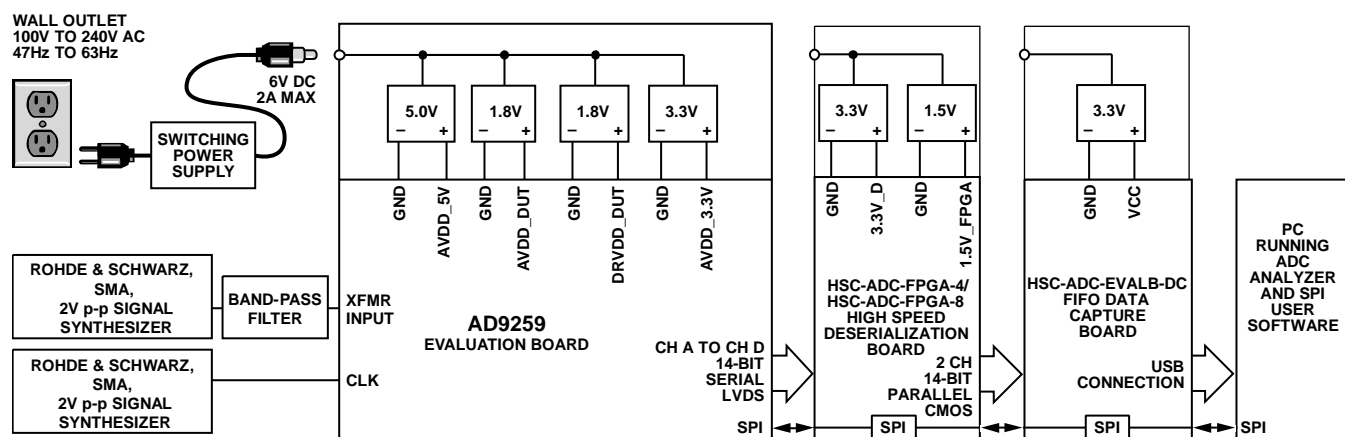 WALL OUTLET
100V TO 240V AC
47Hz TO 63Hz
6V DC
2A MAX
SWITCHING
POWER
SUPPLY
5.0V
– +
1.8V
– +
1.8V
– +
3.3V
– +
GND
AVDD_5V
GND
AVDD_DUT
GND
DRVDD_DUT
GND
AVDD_3.3V
3.3V
– +
1.5V
– +
GND
3.3V_D
GND
1.5V_FPGA
3.3V
– +
GND
VCC
ROHDE & SCHWARZ,
SMA,
2V p-p SIGNAL
SYNTHESIZER
BAND-PASS
FILTER
XFMR
INPUT
ROHDE & SCHWARZ,
SMA,
2V p-p SIGNAL
SYNTHESIZER
CLK
AD9259
EVALUATION BOARD
CH A TO CH D
14-BIT
SERIAL
LVDS
SPI
HSC-ADC-FPGA-4/
HSC-ADC-FPGA-8
HIGH SPEED
DESERIALIZATION
BOARD
2 CH
14-BIT
PARALLEL
CMOS
SPI
HSC-ADC-EVALB-DC
FIFO DATA
CAPTURE
BOARD
USB
CONNECTION
SPI
PC
RUNNING
ADC
ANALYZER
AND SPI
USER
SOFTWARE
SPI